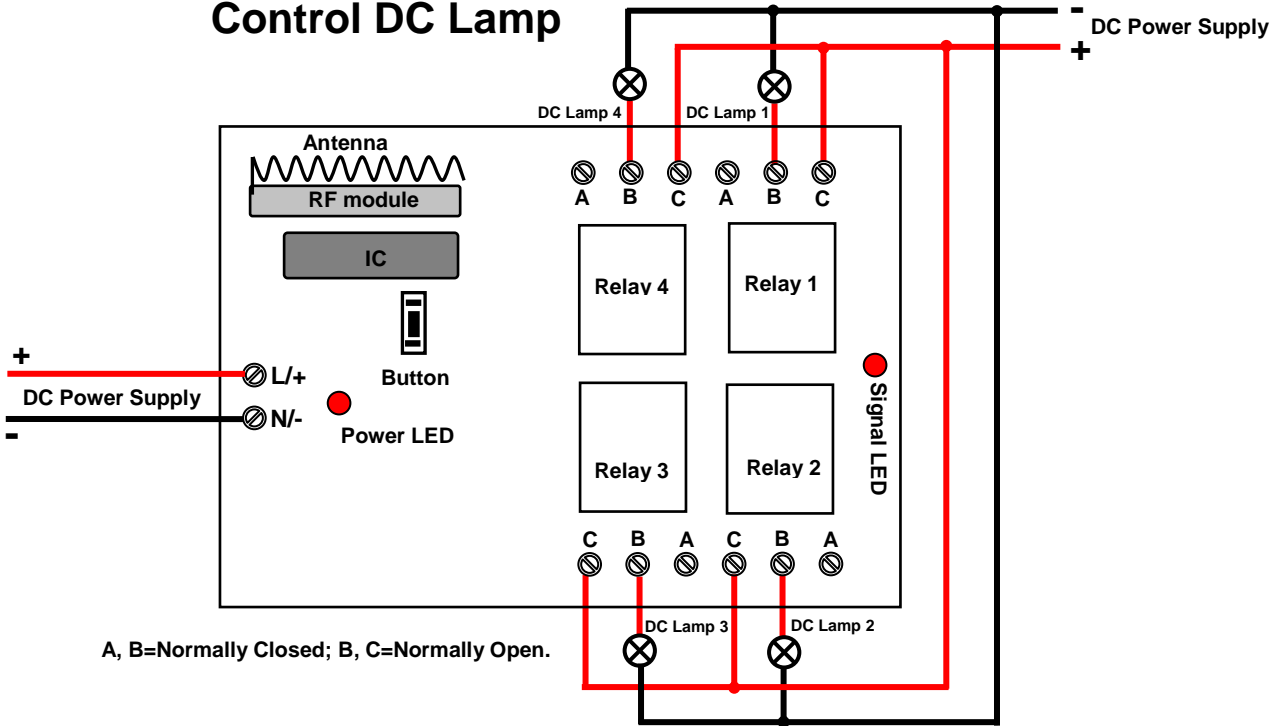 Control DC Lamp
-
DC Power Supply
+
DC Lamp 4
DC Lamp 1
Antenna
RF module
A B C A B C
IC
Relay 4
Relay 1
+
L/+
Button
DC Power Supply
N/-
-
Power LED
Signal LED
Relay 3
Relay 2
C B A C B A
DC Lamp 3
DC Lamp 2
A, B=Normally Closed; B, C=Normally Open.